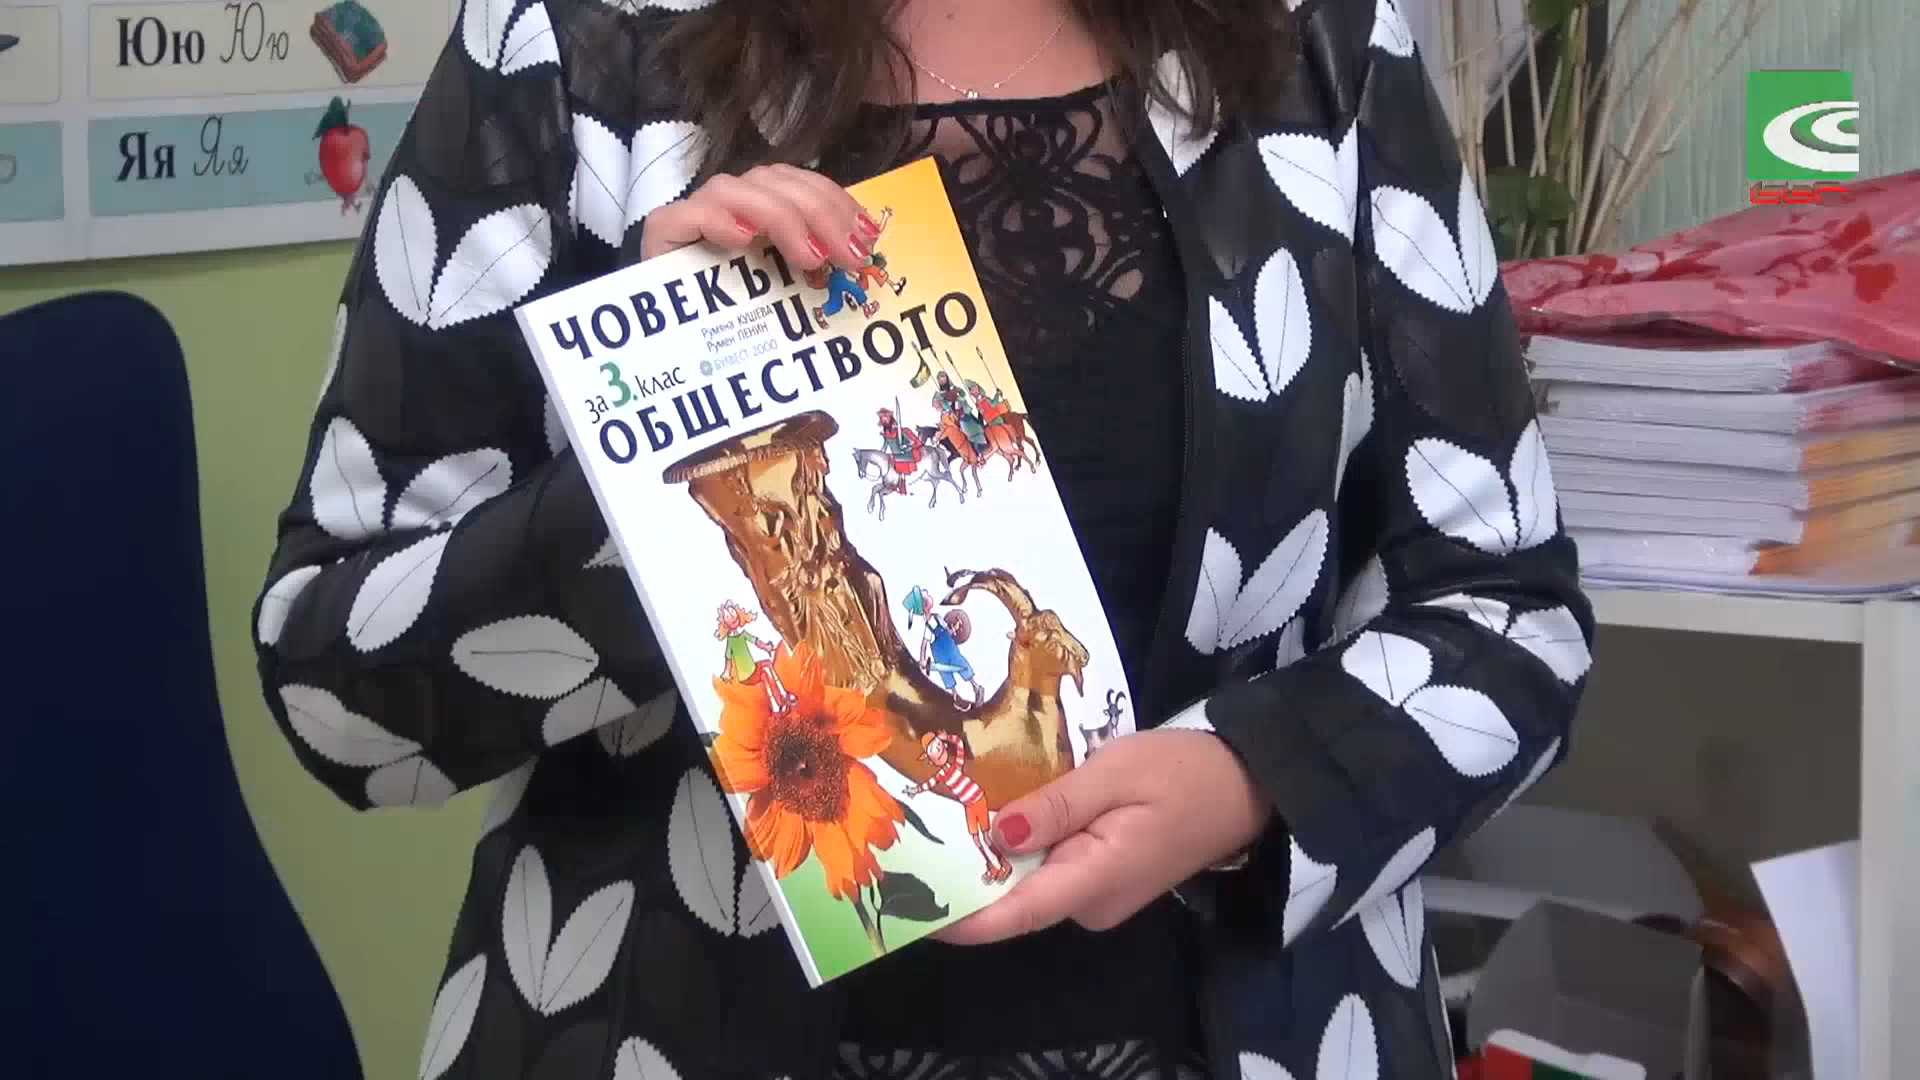 Юю Юю
Яя Яя
ЧОВЕКЪТ
И
Румяна КУШЕВА
Румен ПЕНИН
БУЛВЕСТ 2000
за 3. клас
ОБЩЕСТВОТО